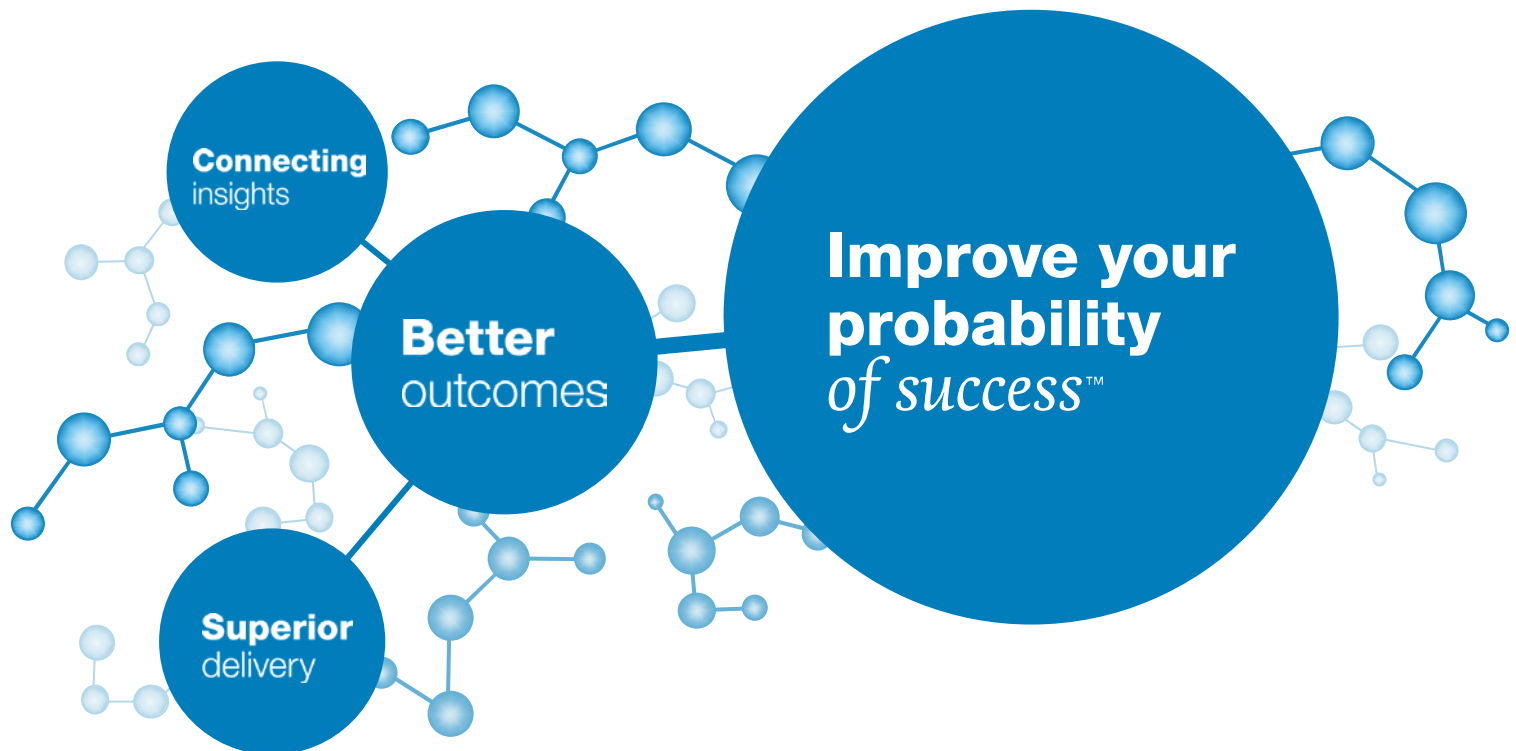 Connecting
insights
Better
outcomes
Improve your
probability
of success™
Superior
delivery